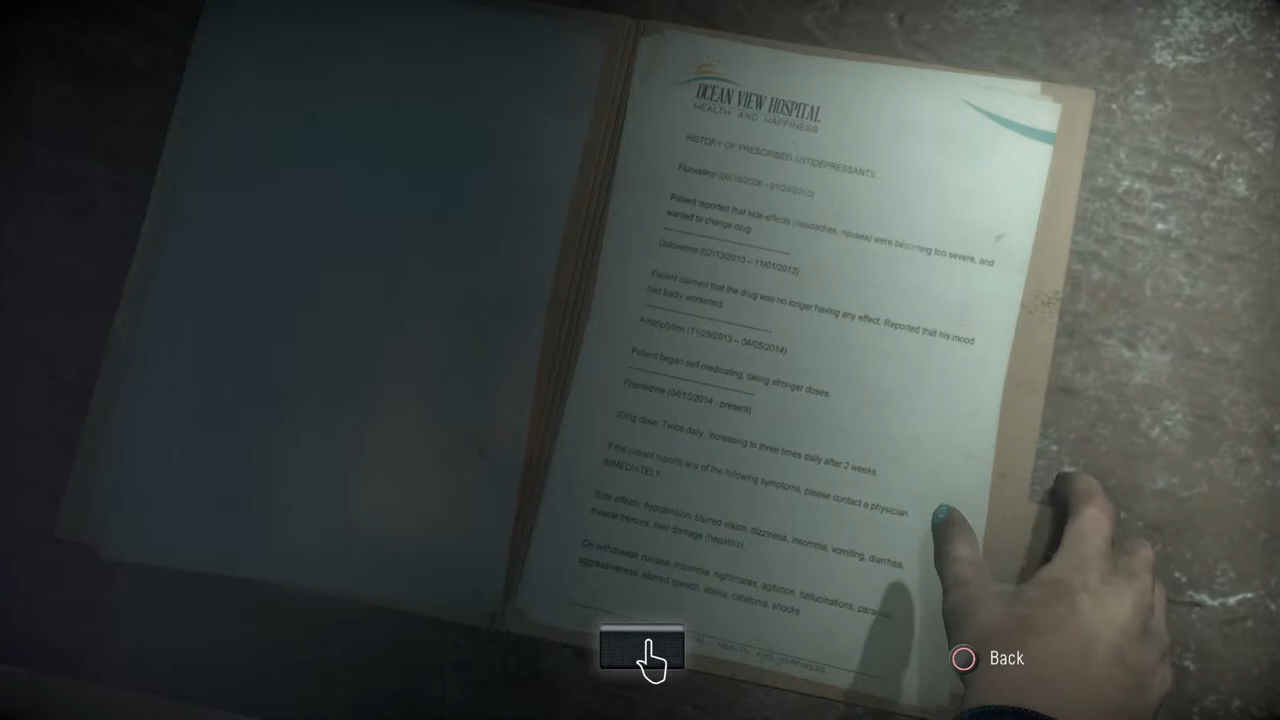 OCEAN VIEW HOSPITAL
HEALTH AND HAPPINESS
HISTORY OF PRESCRIBED ANTIDEPRESSANTS
Fluoxetine
Patient reported that side-effects (headaches, nausea) were becoming too severe, and
wanted to change drug.
Duloxetine (02/13/2010 – 11/01/2013)
Patient claimed that the drug was no longer having any effect. Reported that his mood
had badly worsened.
Amitriptyline (11/29/2013 – 04/05/2014)
Patient began self-medicating, taking stronger doses.
Phenelzine (04/15/2014 - present)
30mg dose. Twice daily, increasing to three times daily after 2 weeks.
If the patient reports any of the following symptoms, please contact a physician
IMMEDIATELY
Side effects: hypotension, blurred vision, dizziness, insomnia, vomiting, diarrhea,
muscle tremors, liver damage (hepatitis).
On withdrawal: nausea, insomnia, nightmares, agitation, hallucinations,
aggressiveness, slurred speech, ataxia, catatonia, shocks
HEALTH AND HAPPINESS
Back